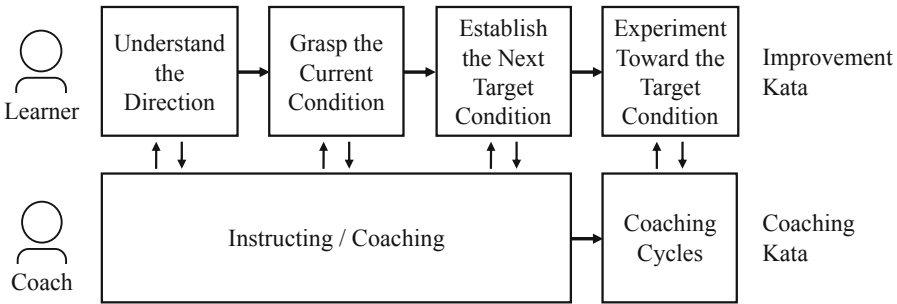 Learner
Understand
the
Direction
Grasp the
Current
Condition
Establish
the Next
Target
Condition
Experiment
Toward the
Target
Condition
Improvement
Kata
Coach
Instructing / Coaching
Coaching
Cycles
Coaching
Kata